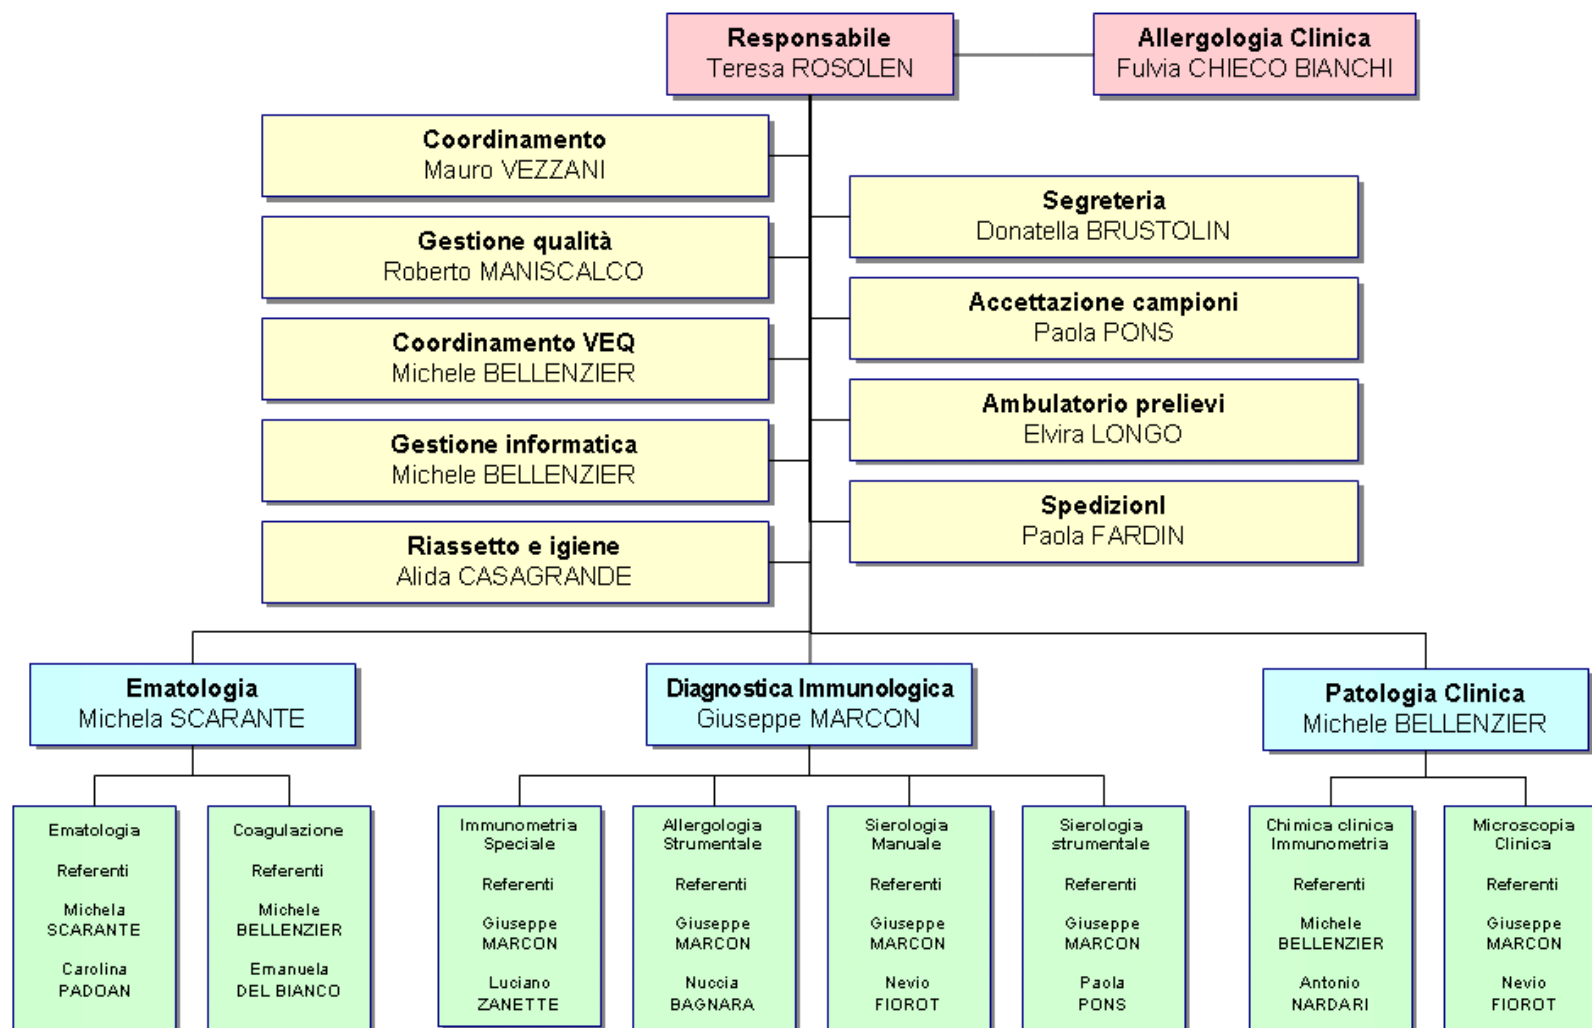 Responsabile
Teresa ROSOLEN
Allergologia Clinica
Fulvia CHIECO BIANCHI
Coordinamento
Mauro VEZZANI
Segreteria
Donatella BRUSTOLIN
Gestione qualità
Roberto MANISCALCO
Accettazione campioni
Paola PONS
Coordinamento VEQ
Michele BELLENZIER
Ambulatorio prelievi
Elvira LONGO
Gestione informatica
Michele BELLENZIER
SpedizionI
Paola FARDIN
Riassetto e igiene
Alida CASAGRANDE
Ematologia
Michela SCARANTE
Diagnostica Immunologica
Giuseppe MARCON
Patologia Clinica
Michele BELLENZIER
Ematologia
Referenti
Michela
SCARANTE
Carolina
PADOAN
Coagulazione
Referenti
Michele
BELLENZIER
Emanuela
DEL BIANCO
Immunometria
Speciale
Referenti
Giuseppe
MARCON
Luciano
ZANETTE
Allergologia
Strumentale
Referenti
Giuseppe
MARCON
Nuccia
BAGNARA
Sierologia
Manuale
Referenti
Giuseppe
MARCON
Nevio
FIOROT
Sierologia
strumentale
Referenti
Giuseppe
MARCON
Paola
PONS
Chimica clinica
Immunometria
Referenti
Michele
BELLENZIER
Antonio
NARDARI
Microscopia
Clinica
Referenti
Giuseppe
MARCON
Nevio
FIOROT